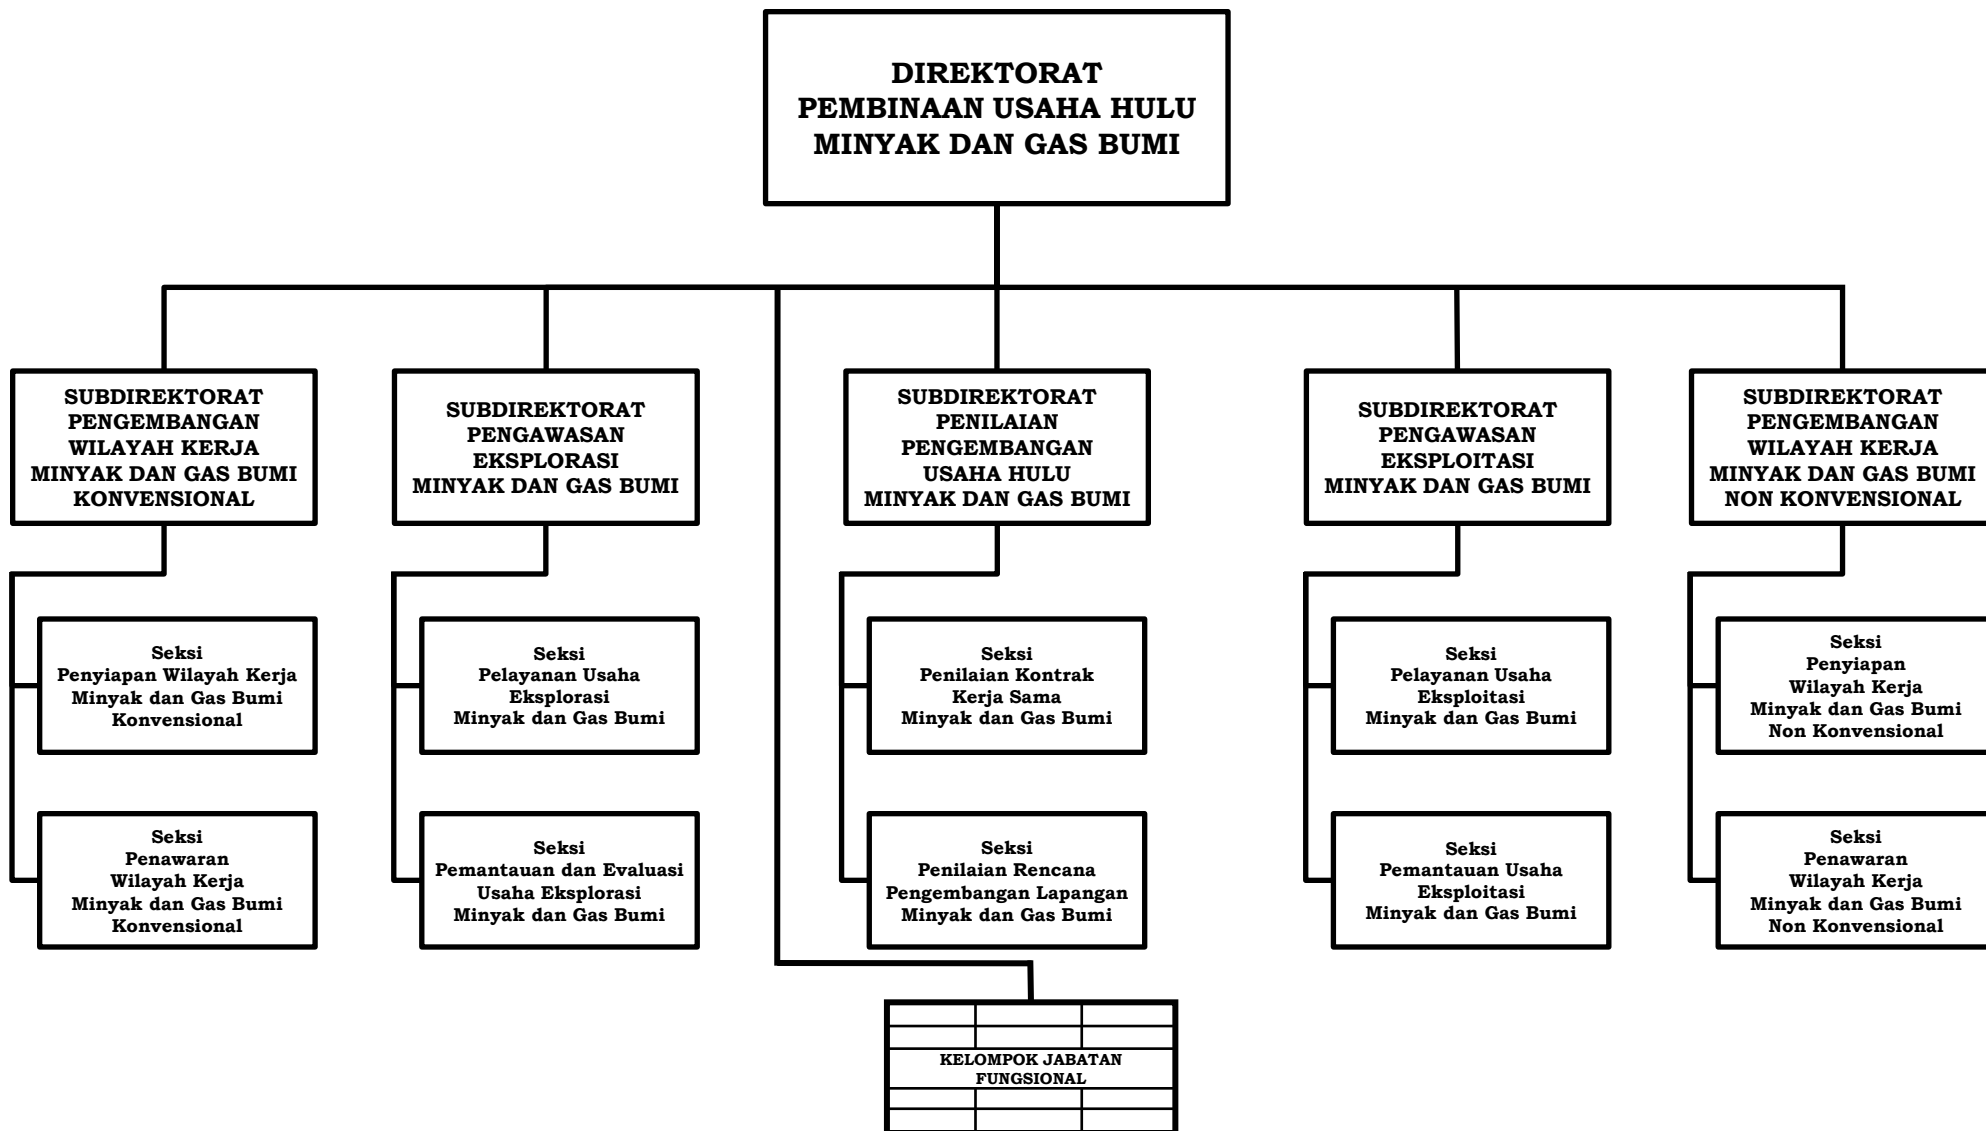 DIREKTORAT
PEMBINAAN USAHA HULU
MINYAK DAN GAS BUMI
SUBDIREKTORAT
PENGEMBANGAN
WILAYAH KERJA
MINYAK DAN GAS BUMI
KONVENSIONAL
SUBDIREKTORAT
PENGAWASAN
EKSPLORASI
MINYAK DAN GAS BUMI
SUBDIREKTORAT
PENILAIAN
PENGEMBANGAN
USAHA HULU
MINYAK DAN GAS BUMI
SUBDIREKTORAT
PENGAWASAN
EKSPLOITASI
MINYAK DAN GAS BUMI
SUBDIREKTORAT
PENGEMBANGAN
WILAYAH KERJA
MINYAK DAN GAS BUMI
NON KONVENSIONAL
Seksi
Penyiapan Wilayah Kerja
Minyak dan Gas Bumi
Konvensional
Seksi
Pelayanan Usaha
Eksplorasi
Minyak dan Gas Bumi
Seksi
Penilaian Kontrak
Kerja Sama
Minyak dan Gas Bumi
Seksi
Pelayanan Usaha
Eksploitasi
Minyak dan Gas Bumi
Seksi
Penyiapan
Wilayah Kerja
Minyak dan Gas Bumi
Non Konvensional
Seksi
Penawaran
Wilayah Kerja
Minyak dan Gas Bumi
Konvensional
Seksi
Pemantauan dan Evaluasi
Usaha Eksplorasi
Minyak dan Gas Bumi
Seksi
Penilaian Rencana
Pengembangan Lapangan
Minyak dan Gas Bumi
Seksi
Pemantauan Usaha
Eksploitasi
Minyak dan Gas Bumi
Seksi
Penawaran
Wilayah Kerja
Minyak dan Gas Bumi
Non Konvensional
KELOMPOK JABATAN
FUNGSIONAL